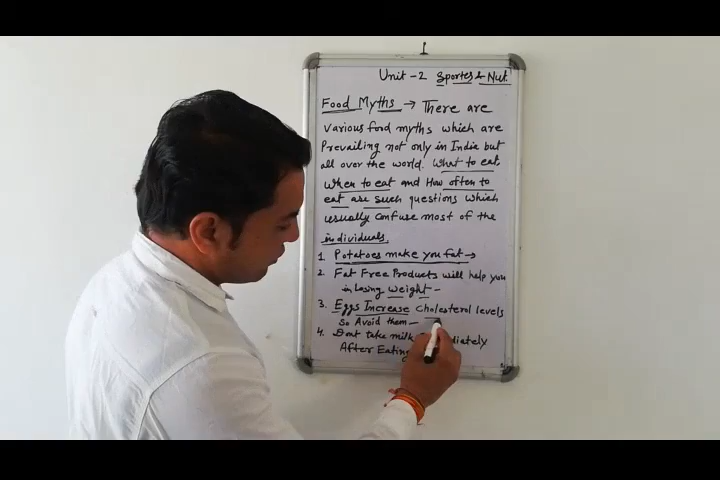 Unit - 2 Sportes & Nut.
Food Myths → There are
various food myths which are
Prevailing not only in India but
all over the world. What to eat,
When to eat and How often to
eat are such questions which
usually confuse most of the
individuals.
1. Potatoes make you fat →
2 Fat Free Products will help you
in losing weight -
3. Eggs Increase Cholesterol levels
So Avoid them -
4. Dont take milk
After Eating